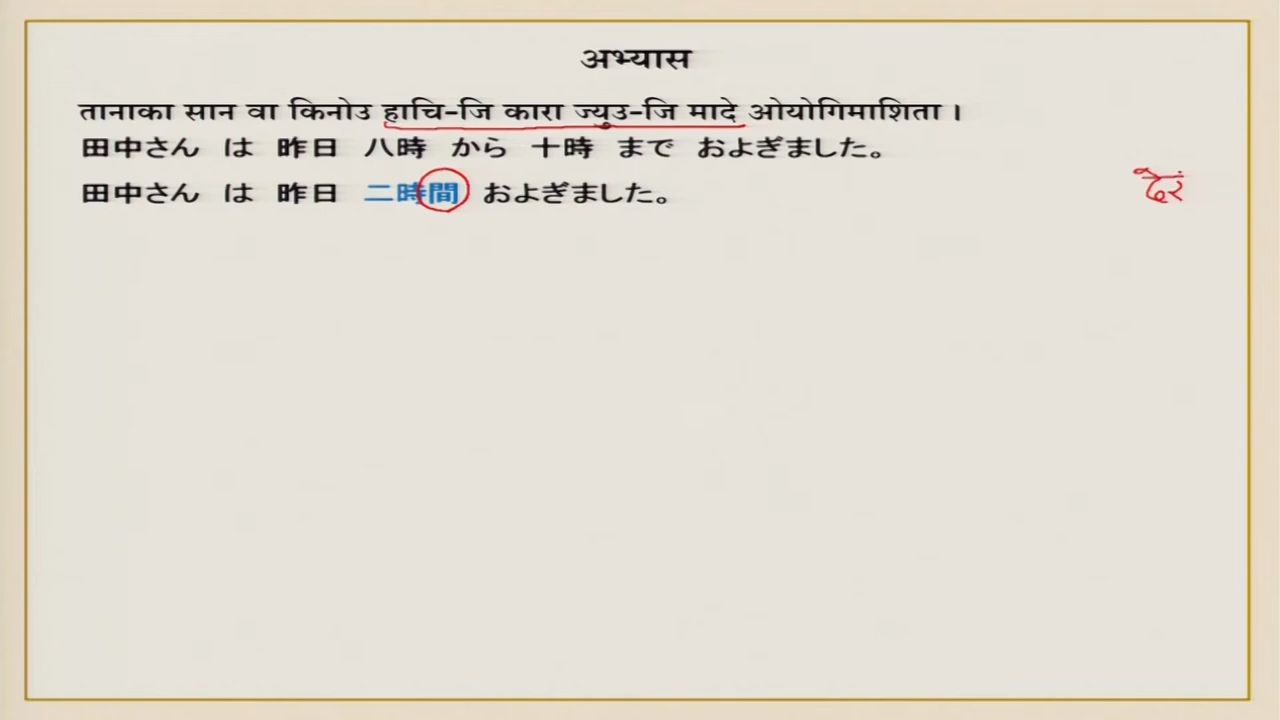 अभ्यास
तानाका सान वा किनोउ हाचि-जि कारा ज्युउ-जि मादे ओयोगिमाशिता ।
田中さん は 昨日 八時 から 十時 まで およぎました。
田中さん は 昨日 二時間 およぎました。